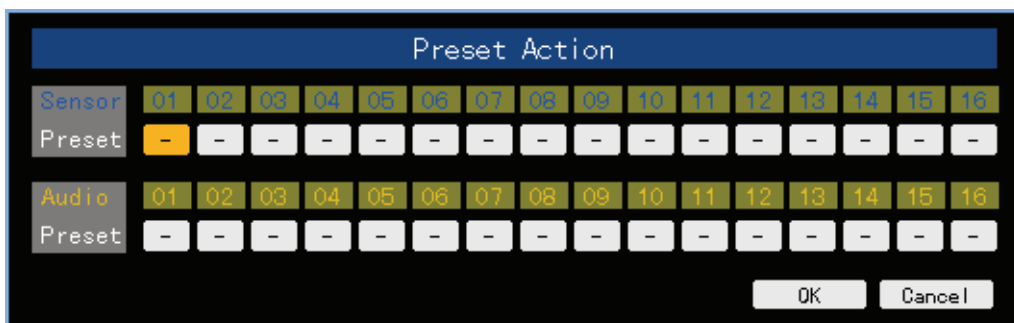 Preset Action
Sensor 01 02 03 04 05 06 07 08 09 10 11 12 13 14 15 16
Preset - - - - - - - - - - - - - - - -
Audio 01 02 03 04 05 06 07 08 09 10 11 12 13 14 15 16
Preset - - - - - - - - - - - - - - - -
OK Cancel